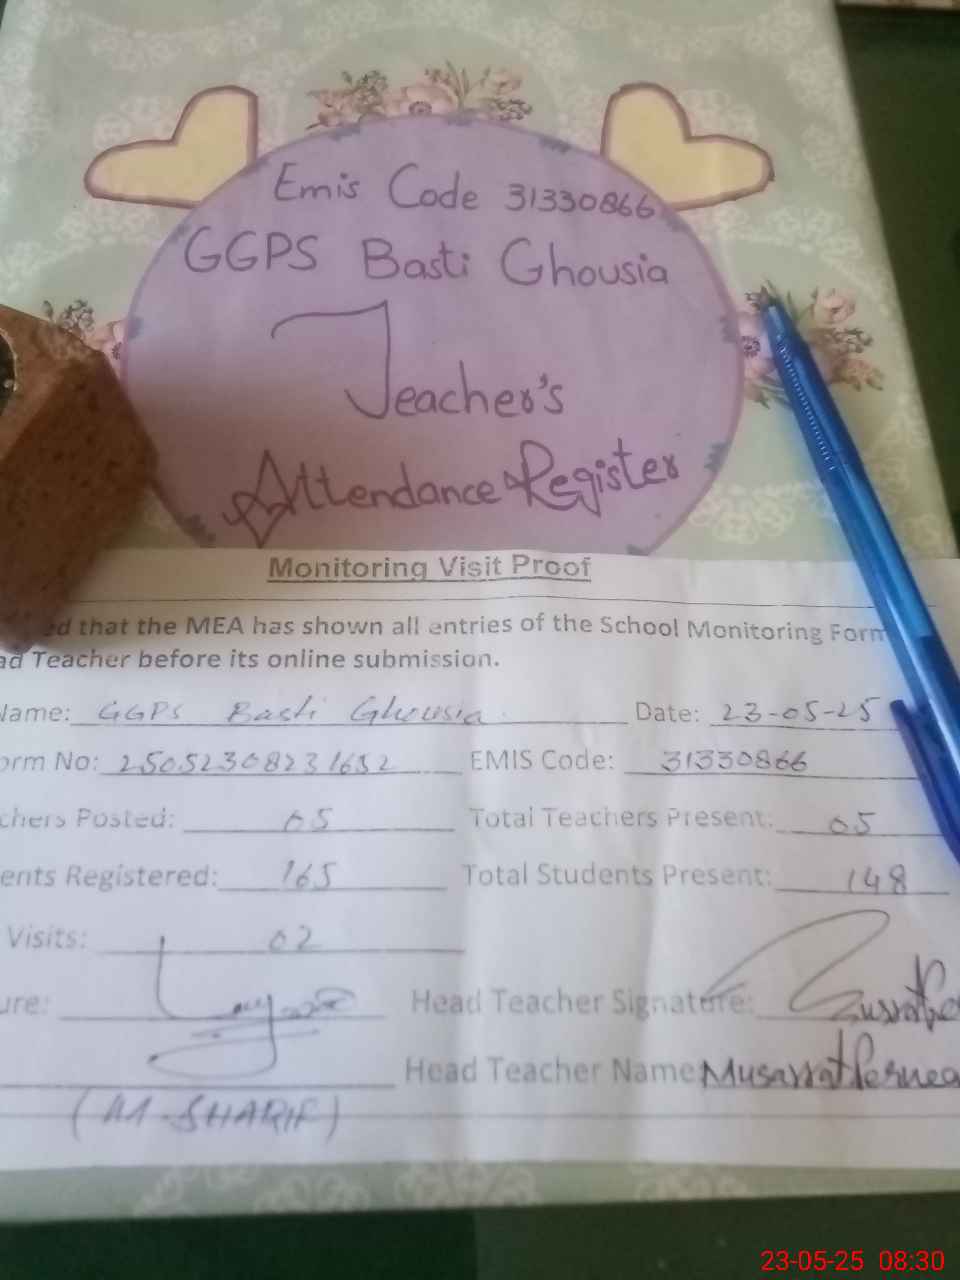 Emis Code 31330866
GGPS Basti Ghousia
Teacher's
Attendance Register
Monitoring Visit Proof
ed that the MEA has shown all entries of the School Monitoring Form
ad Teacher before its online submission.
Name: GGPS Basti Ghousia Date: 23-05-25
orm No: 25052308231652 EMIS Code: 31330866
chers Posted: 05 Total Teachers Present: 05
ents Registered: 165 Total Students Present: 148
Visits: 02
ure: Head Teacher Signature:
Head Teacher Name: Musarrat
(M-SHARIF)
23-05-25 08:30